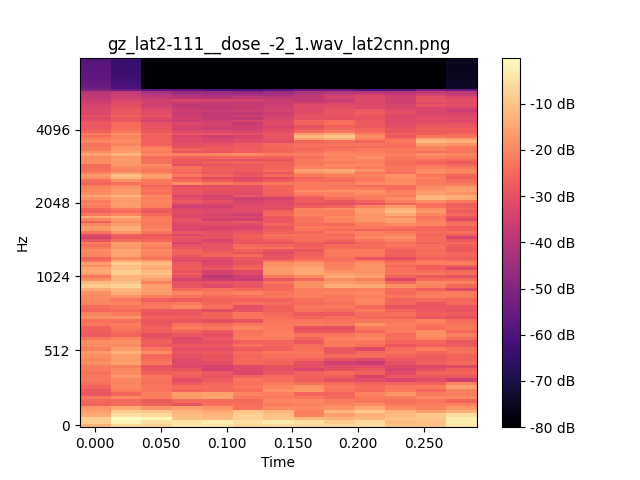 gz_lat2-111__dose_-2_1.wav_lat2cnn.png
4096
2048
1024
512
0
Hz
0.000 0.050 0.100 0.150 0.200 0.250
Time
-10 dB
-20 dB
-30 dB
-40 dB
-50 dB
-60 dB
-70 dB
-80 dB